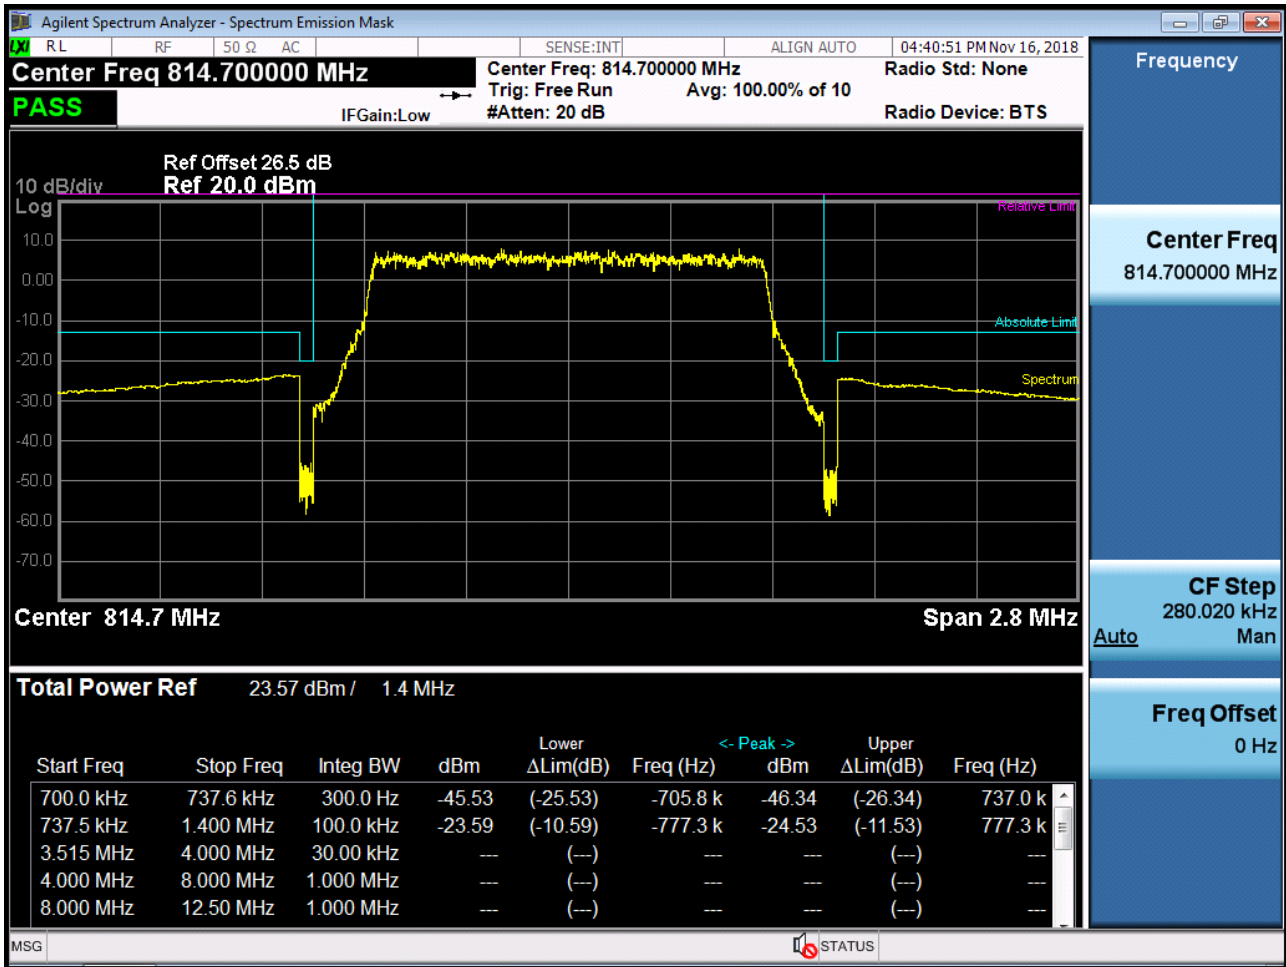 Agilent Spectrum Analyzer - Spectrum Emission Mask
LXI RL RF 50 Ω AC SENSE:INT ALIGN AUTO 04:40:51 PM Nov 16, 2018
Center Freq 814.700000 MHz
Center Freq: 814.700000 MHz Radio Std: None
Trig: Free Run Avg: 100.00% of 10
PASS IFGain:Low #Atten: 20 dB Radio Device: BTS
Ref Offset 26.5 dB
10 dB/div Ref 20.0 dBm
Log
Relative Limit
10.0
0.00
-10.0
Absolute Limit
-20.0
Spectrum
-30.0
-40.0
-50.0
-60.0
-70.0
Center 814.7 MHz Span 2.8 MHz
Total Power Ref 23.57 dBm / 1.4 MHz
Lower <- Peak -> Upper
Start Freq Stop Freq Integ BW dBm ΔLim(dB) Freq (Hz) dBm ΔLim(dB) Freq (Hz)
700.0 kHz 737.6 kHz 300.0 Hz -45.53 (-25.53) -705.8 k -46.34 (-26.34) 737.0 k
737.5 kHz 1.400 MHz 100.0 kHz -23.59 (-10.59) -777.3 k -24.53 (-11.53) 777.3 k
3.515 MHz 4.000 MHz 30.00 kHz --- (---) --- --- (---) ---
4.000 MHz 8.000 MHz 1.000 MHz --- (---) --- --- (---) ---
8.000 MHz 12.50 MHz 1.000 MHz --- (---) --- --- (---) ---
MSG STATUS
Frequency
Center Freq
814.700000 MHz
CF Step
280.020 kHz
Auto Man
Freq Offset
0 Hz